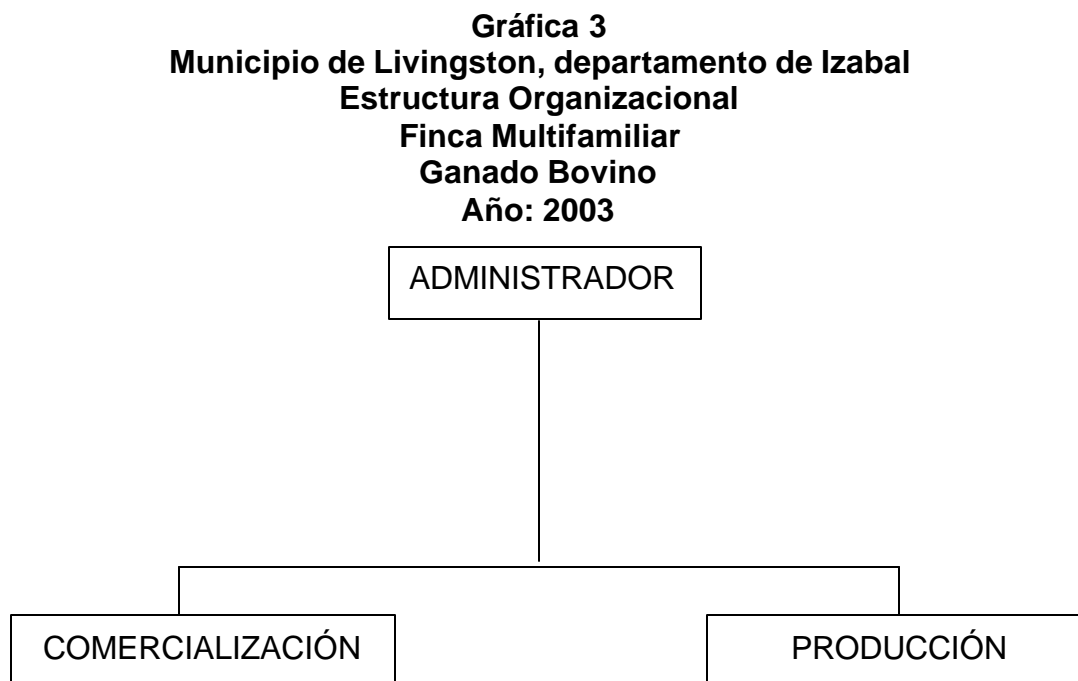 Gráfica 3
Municipio de Livingston, departamento de Izabal
Estructura Organizacional
Finca Multifamiliar
Ganado Bovino
Año: 2003
ADMINISTRADOR
COMERCIALIZACIÓN
PRODUCCIÓN